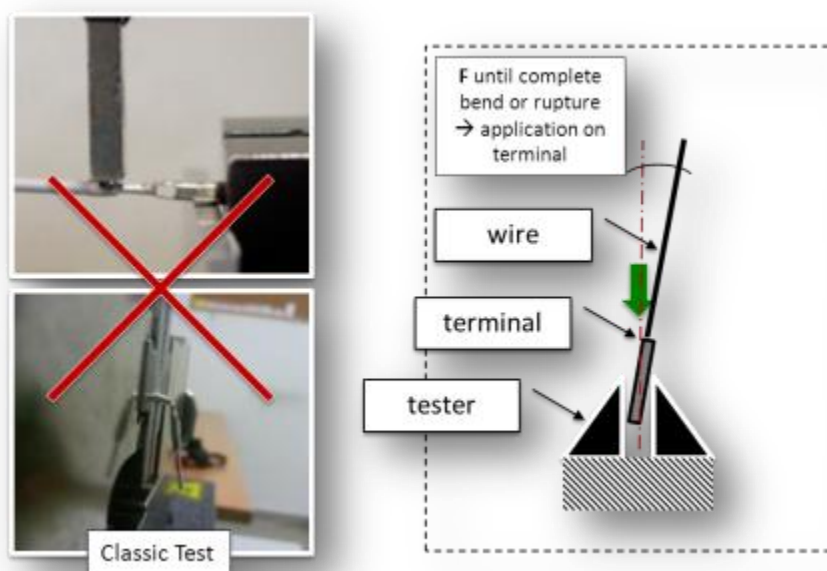 F until complete
bend or rupture
→ application on
terminal
wire
terminal
tester
Classic Test